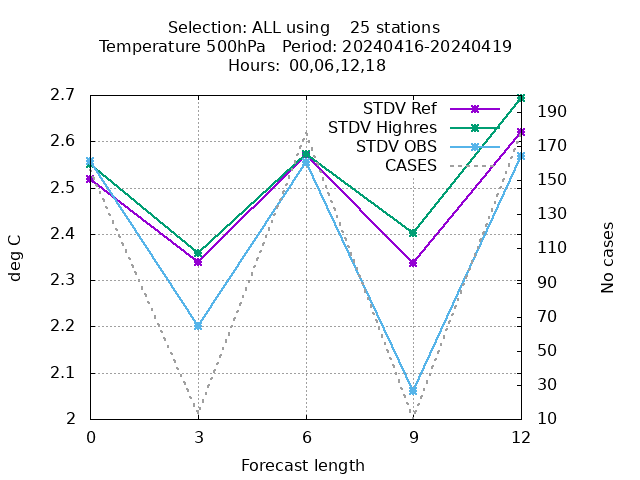 Selection: ALL using 25 stations
Temperature 500hPa Period: 20240416-20240419
Hours: 00,06,12,18
2.7
2.6
2.5
2.4
2.3
2.2
2.1
2
190
170
150
130
110
90
70
50
30
10
STDV Ref
STDV Highres
STDV OBS
CASES
deg C
No cases
0 3 6 9 12
Forecast length